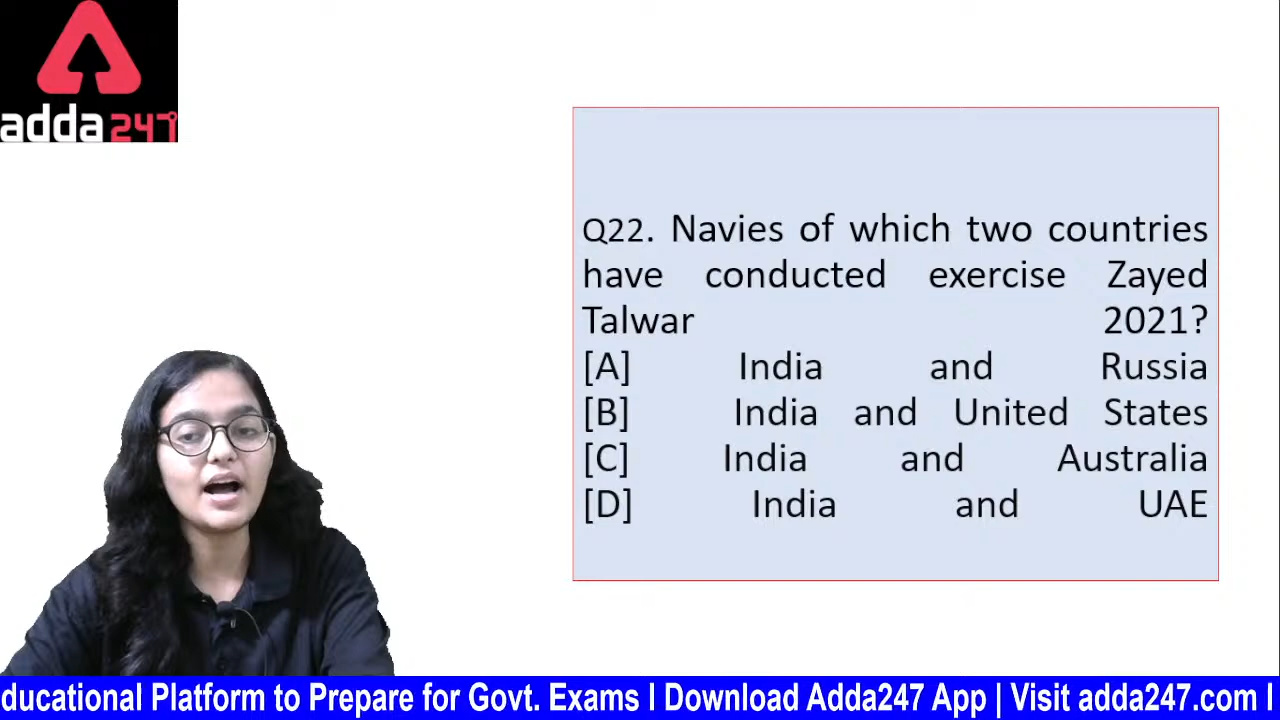 adda247
Q22. Navies of which two countries
have conducted exercise Zayed
Talwar 2021?
[A] India and Russia
[B] India and United States
[C] India and Australia
[D] India and UAE
ducational Platform to Prepare for Govt. Exams I Download Adda247 App | Visit adda247.com I